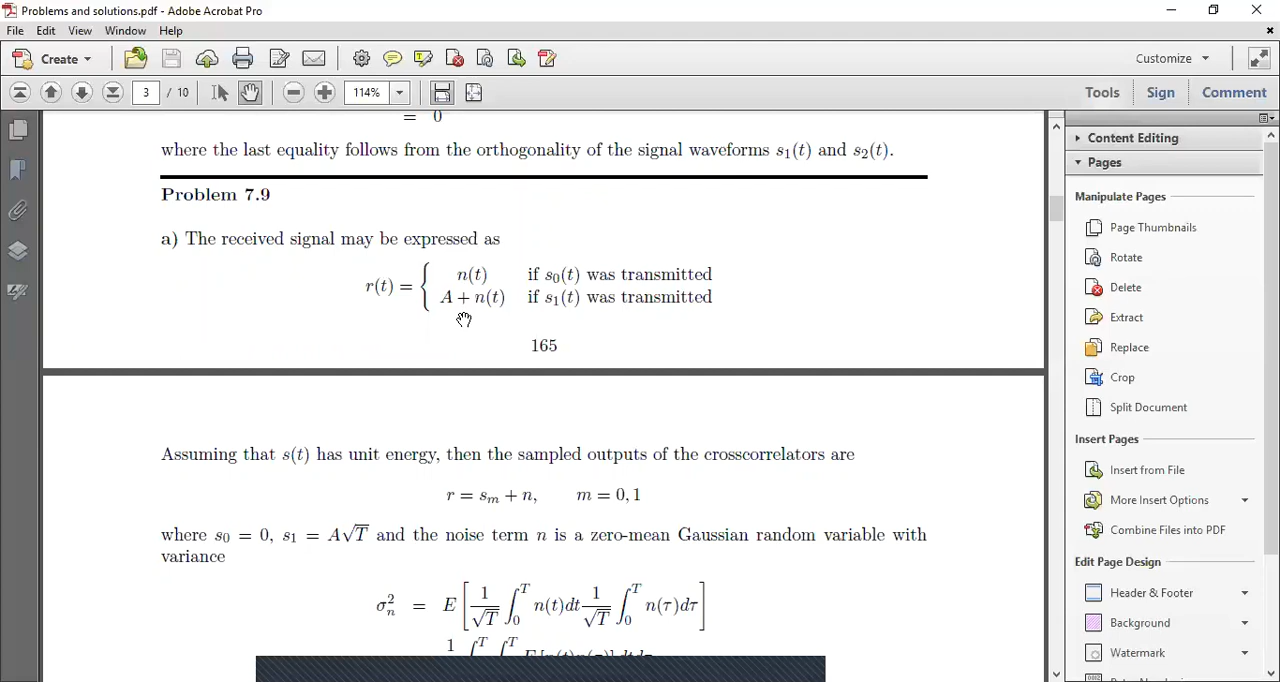 Problems and solutions.pdf - Adobe Acrobat Pro
File Edit View Window Help
Create Customize
3 / 10 114% Tools Sign Comment
= 0
where the last equality follows from the orthogonality of the signal waveforms s₁(t) and s₂(t).
Problem 7.9
a) The received signal may be expressed as
r(t) = { n(t) if s₀(t) was transmitted
A + n(t) if s₁(t) was transmitted
165
Assuming that s(t) has unit energy, then the sampled outputs of the crosscorrelators are
r = sₘ + n, m = 0, 1
where s₀ = 0, s₁ = A√T and the noise term n is a zero-mean Gaussian random variable with
variance
σₙ² = E [ 1/√T ∫₀ᵀ n(t)dt 1/√T ∫₀ᵀ n(τ)dτ ]
Content Editing
Pages
Manipulate Pages
Page Thumbnails
Rotate
Delete
Extract
Replace
Crop
Split Document
Insert Pages
Insert from File
More Insert Options
Combine Files into PDF
Edit Page Design
Header & Footer
Background
Watermark